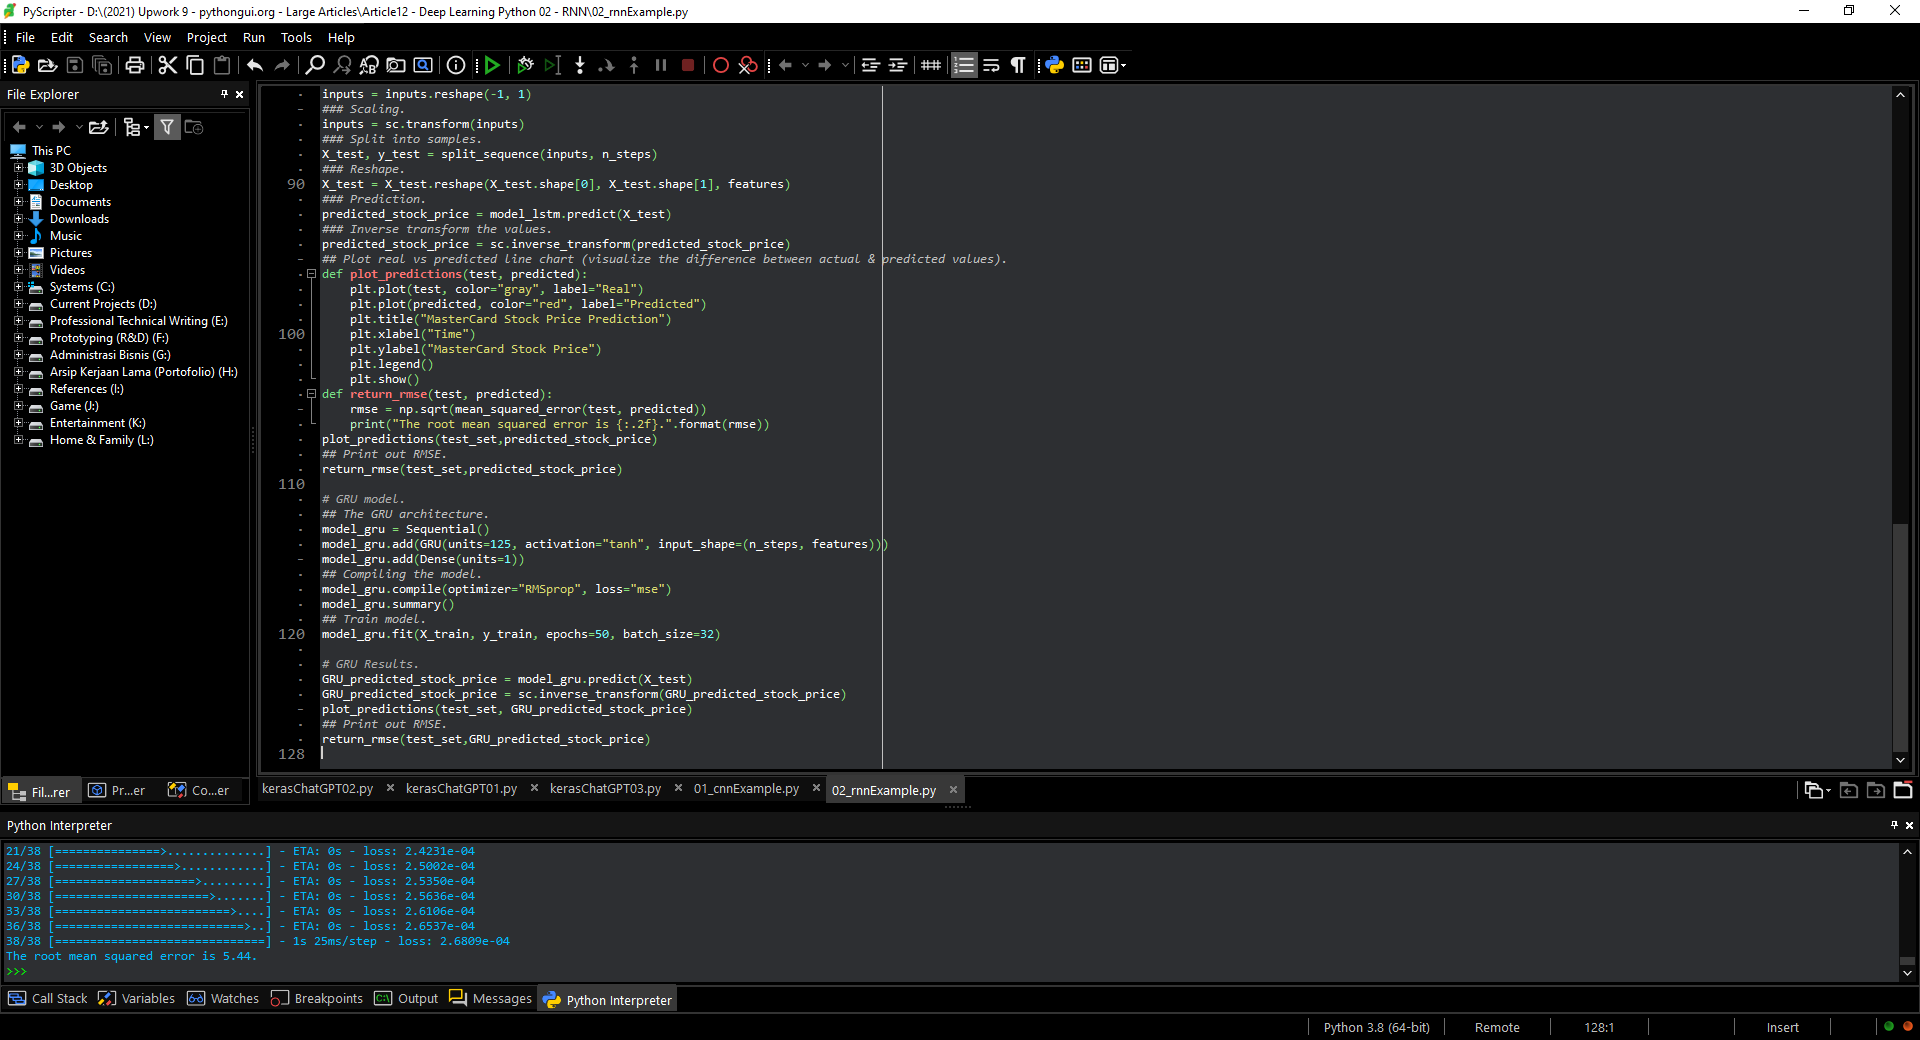 PyScripter - D:\(2021) Upwork 9 - pythongui.org - Large Articles\Article12 - Deep Learning Python 02 - RNN\02_rnnExample.py
File Edit Search View Project Run Tools Help
File Explorer
This PC
3D Objects
Desktop
Documents
Downloads
Music
Pictures
Videos
Systems (C:)
Current Projects (D:)
Professional Technical Writing (E:)
Prototyping (R&D) (F:)
Administrasi Bisnis (G:)
Arsip Kerjaan Lama (Portofolio) (H:)
References (I:)
Game (J:)
Entertainment (K:)
Home & Family (L:)
Fil...rer Pr...er Co...er
inputs = inputs.reshape(-1, 1)
### Scaling.
inputs = sc.transform(inputs)
### Split into samples.
X_test, y_test = split_sequence(inputs, n_steps)
### Reshape.
90 X_test = X_test.reshape(X_test.shape[0], X_test.shape[1], features)
### Prediction.
predicted_stock_price = model_lstm.predict(X_test)
### Inverse transform the values.
predicted_stock_price = sc.inverse_transform(predicted_stock_price)
## Plot real vs predicted line chart (visualize the difference between actual & predicted values).
def plot_predictions(test, predicted):
    plt.plot(test, color="gray", label="Real")
    plt.plot(predicted, color="red", label="Predicted")
    plt.title("MasterCard Stock Price Prediction")
100     plt.xlabel("Time")
    plt.ylabel("MasterCard Stock Price")
    plt.legend()
    plt.show()
def return_rmse(test, predicted):
    rmse = np.sqrt(mean_squared_error(test, predicted))
    print("The root mean squared error is {:.2f}.".format(rmse))
plot_predictions(test_set,predicted_stock_price)
## Print out RMSE.
return_rmse(test_set,predicted_stock_price)
110
# GRU model.
## The GRU architecture.
model_gru = Sequential()
model_gru.add(GRU(units=125, activation="tanh", input_shape=(n_steps, features)))
model_gru.add(Dense(units=1))
## Compiling the model.
model_gru.compile(optimizer="RMSprop", loss="mse")
model_gru.summary()
## Train model.
120 model_gru.fit(X_train, y_train, epochs=50, batch_size=32)
# GRU Results.
GRU_predicted_stock_price = model_gru.predict(X_test)
GRU_predicted_stock_price = sc.inverse_transform(GRU_predicted_stock_price)
plot_predictions(test_set, GRU_predicted_stock_price)
## Print out RMSE.
return_rmse(test_set,GRU_predicted_stock_price)
128
kerasChatGPT02.py kerasChatGPT01.py kerasChatGPT03.py 01_cnnExample.py 02_rnnExample.py
Python Interpreter
21/38 [===============>..............] - ETA: 0s - loss: 2.4231e-04
24/38 [=================>............] - ETA: 0s - loss: 2.5002e-04
27/38 [====================>.........] - ETA: 0s - loss: 2.5350e-04
30/38 [======================>.......] - ETA: 0s - loss: 2.5636e-04
33/38 [=========================>....] - ETA: 0s - loss: 2.6106e-04
36/38 [===========================>..] - ETA: 0s - loss: 2.6537e-04
38/38 [==============================] - 1s 25ms/step - loss: 2.6809e-04
The root mean squared error is 5.44.
>>>
Call Stack Variables Watches Breakpoints Output Messages Python Interpreter
Python 3.8 (64-bit) Remote 128:1 Insert